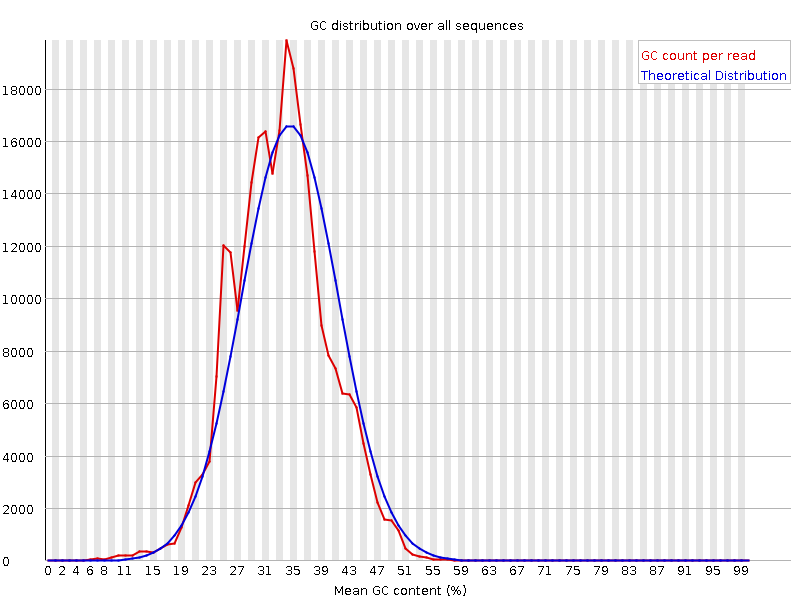 GC distribution over all sequences
GC count per read
Theoretical Distribution
18000
16000
14000
12000
10000
8000
6000
4000
2000
0
0 2 4 6 8 11 15 19 23 27 31 35 39 43 47 51 55 59 63 67 71 75 79 83 87 91 95 99
Mean GC content (%)